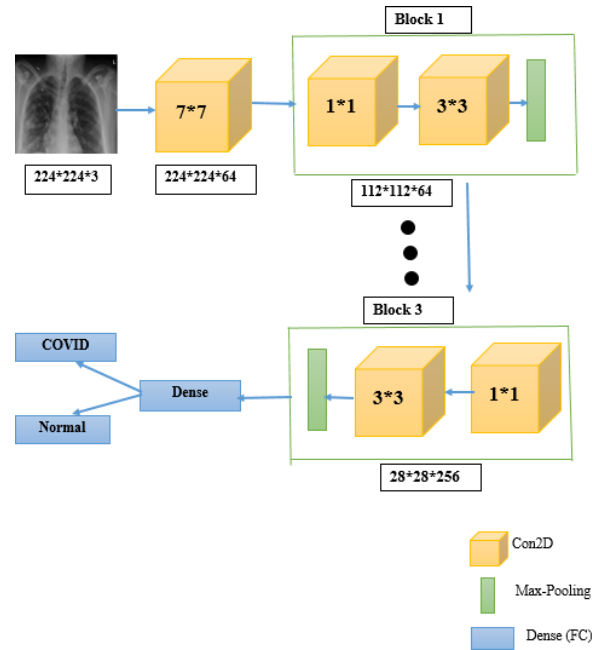 Block 1
7*7
1*1
3*3
224*224*3
224*224*64
112*112*64
Block 3
COVID
Dense
Normal
3*3
1*1
28*28*256
Con2D
Max-Pooling
Dense (FC)